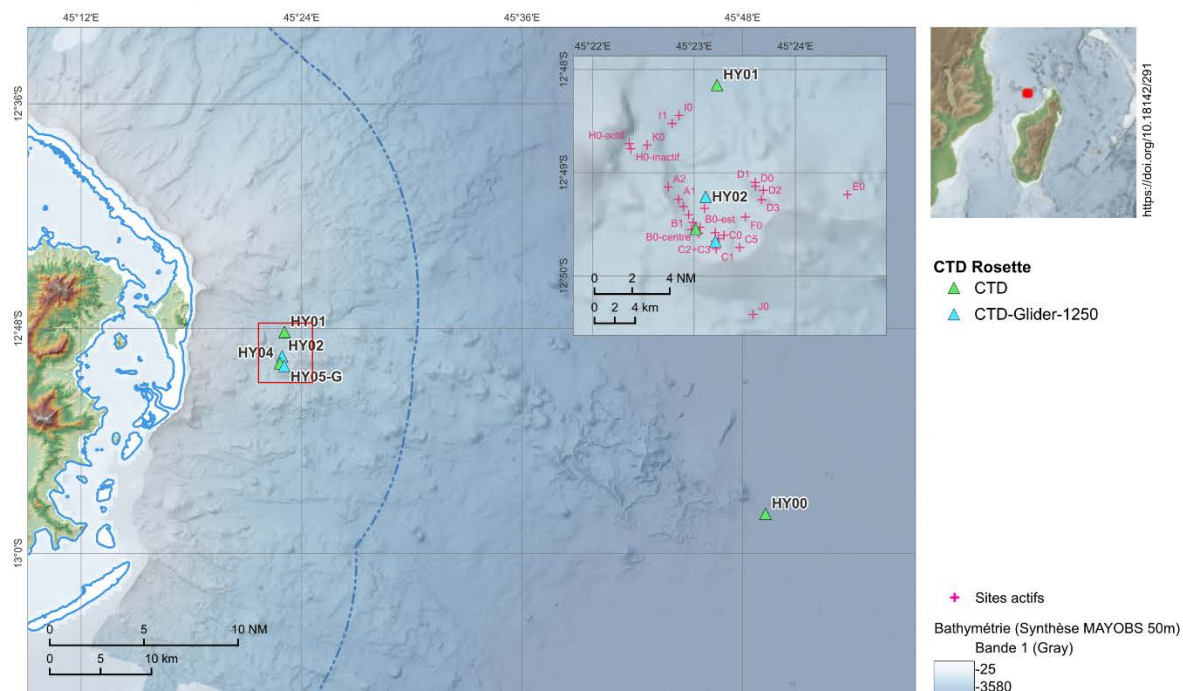 45°12'E 45°24'E 45°36'E 45°48'E
12°36'S
12°48'S
13°0'S
HY01
HY02
HY04
HY05-G
HY00
0 5 10 NM
0 5 10 km
45°22'E 45°23'E 45°24'E
12°48'S
12°49'S
12°50'S
HY01
I0
I1
K0
H0-actif
H0-inactif
A2
A1
D1
D0
D2
D3
E0
HY02
B1
B0-est
F0
B0-centre
C0
C5
C2+C3
C1
J0
0 2 4 NM
0 2 4 km
https://doi.org/10.18142/291
CTD Rosette
CTD
CTD-Glider-1250
Sites actifs
Bathymétrie (Synthèse MAYOBS 50m)
Bande 1 (Gray)
-25
-3580